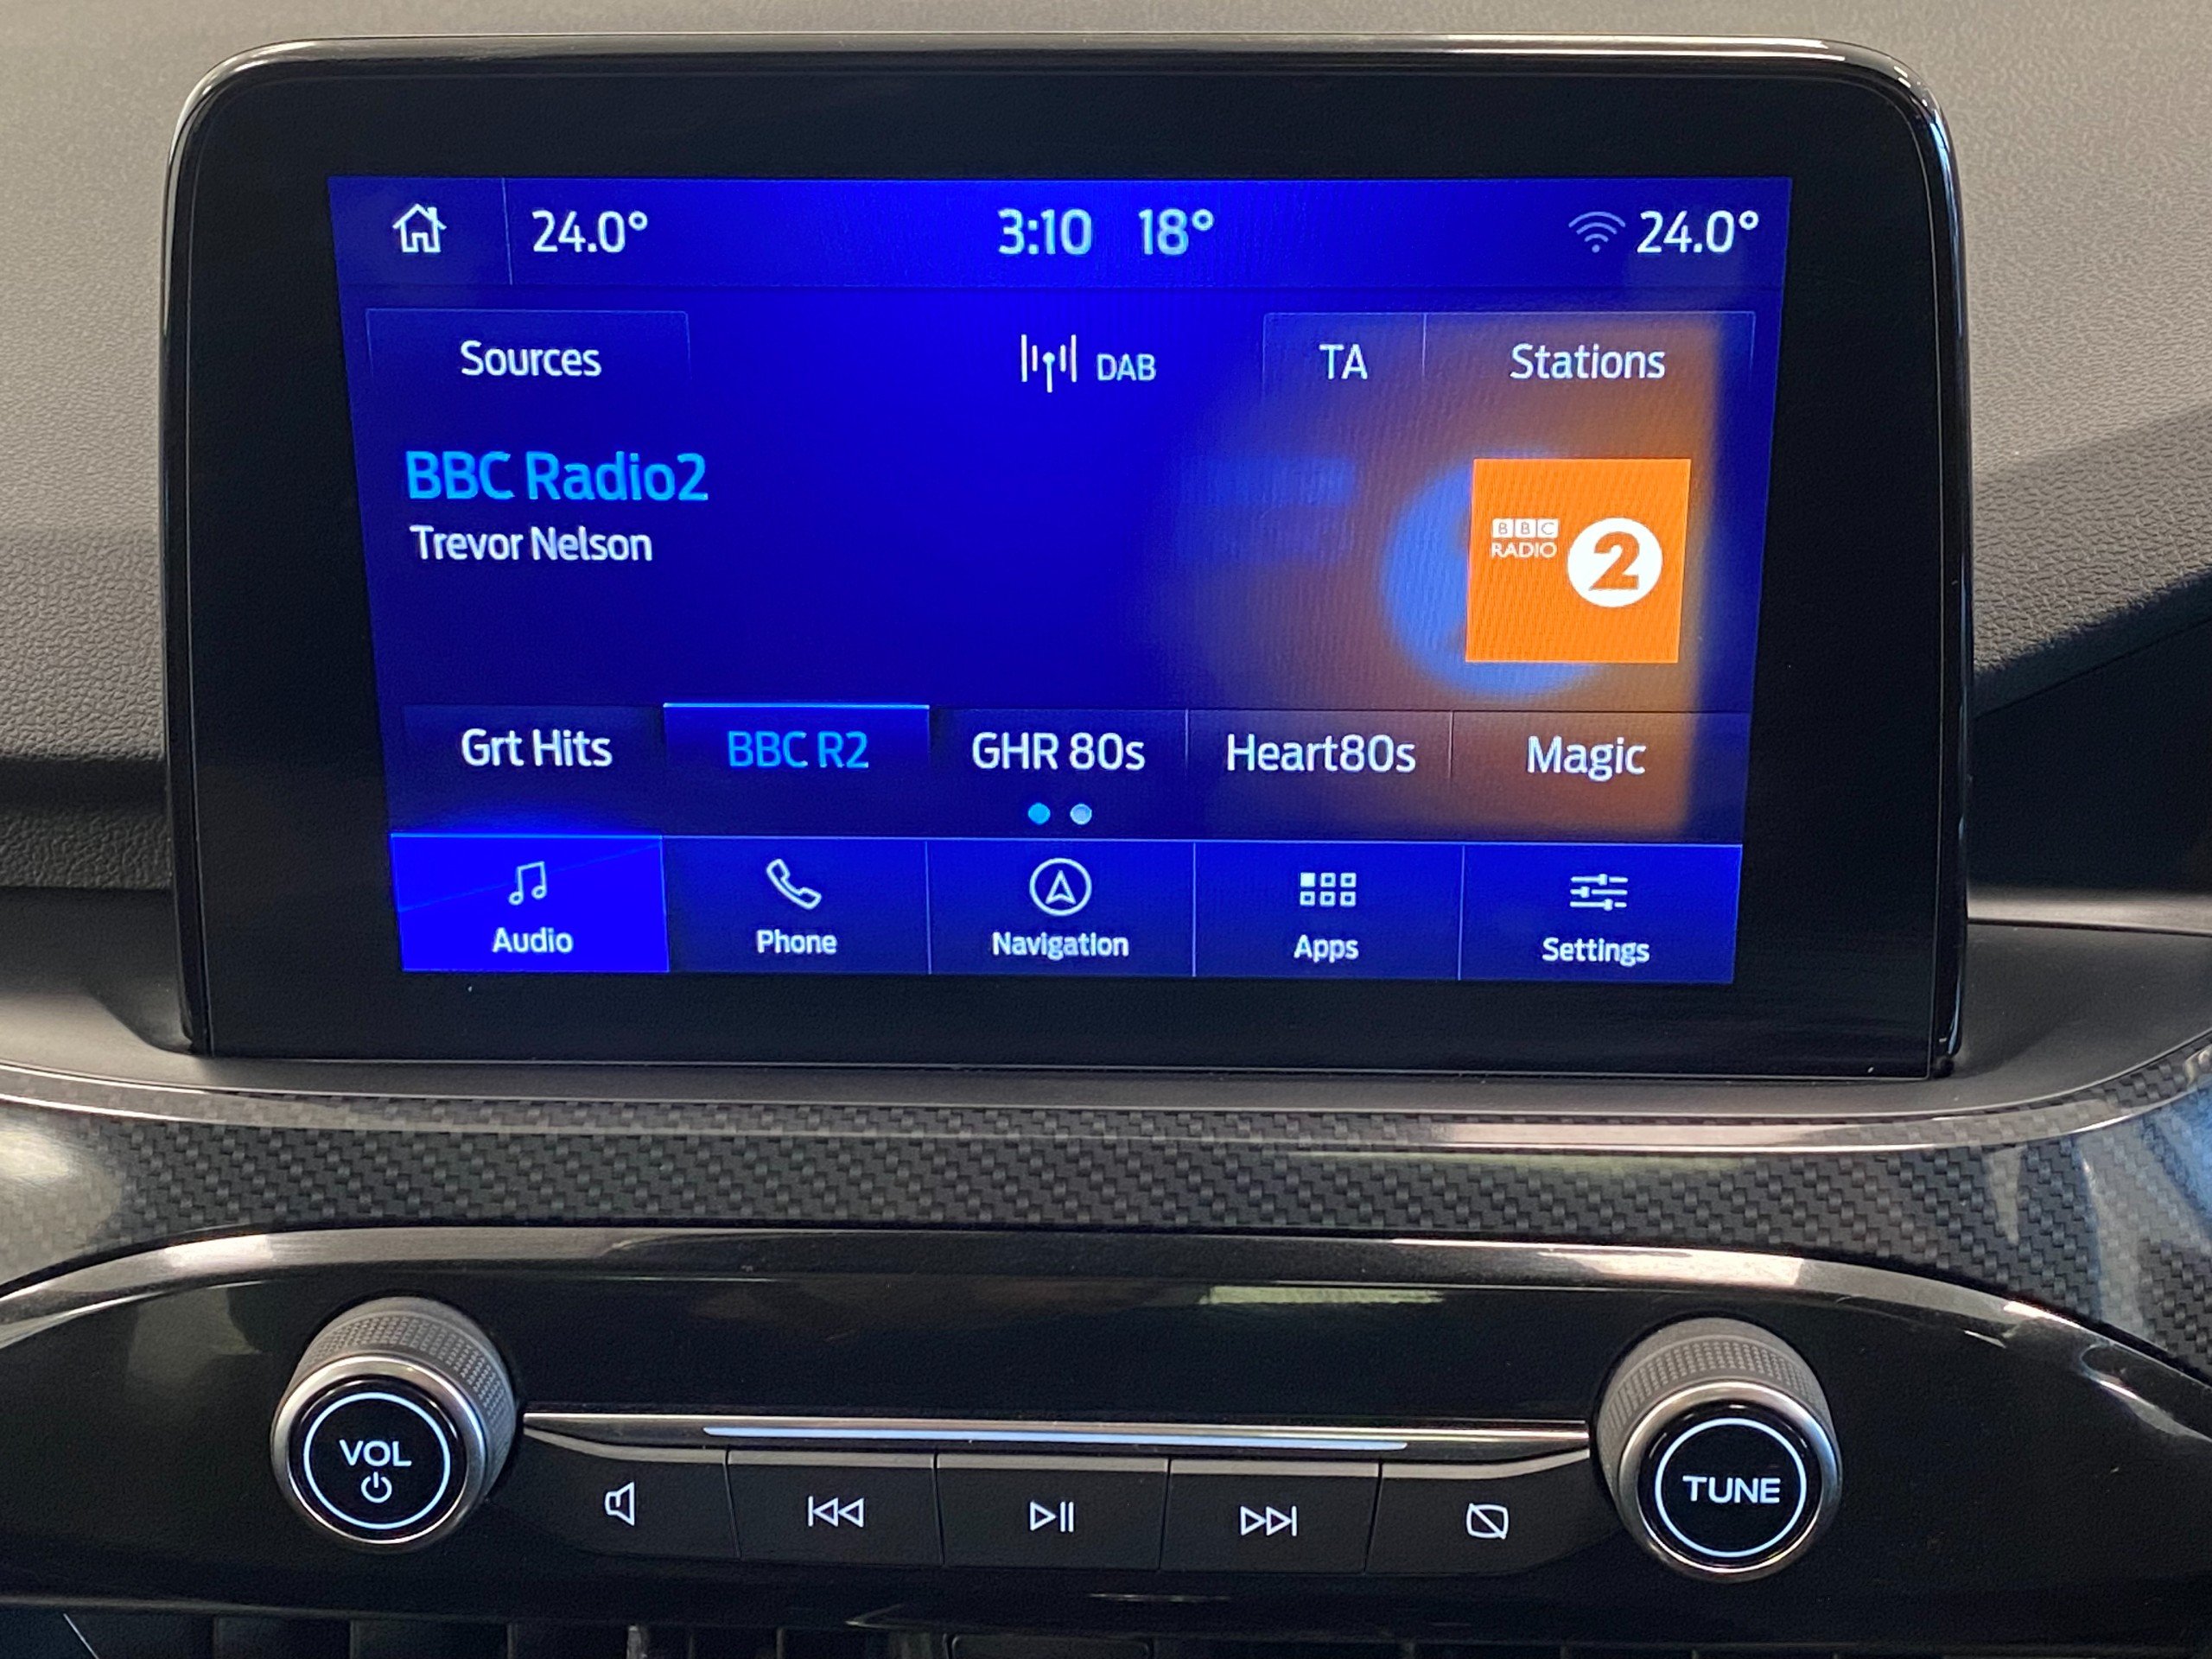 24.0° 3:10 18° 24.0°
Sources DAB TA Stations
BBC Radio2
Trevor Nelson
BBC
RADIO 2
Grt Hits BBC R2 GHR 80s Heart80s Magic
Audio Phone Navigation Apps Settings
VOL TUNE